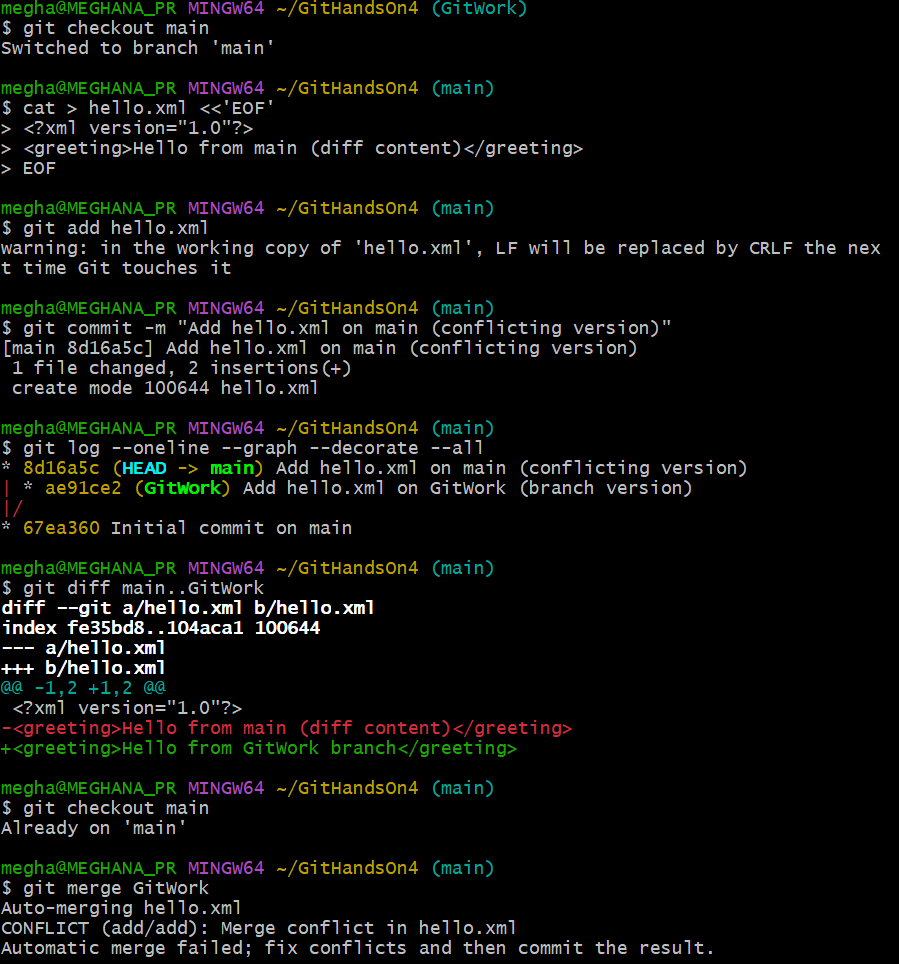 megha@MEGHANA_PR MINGW64 ~/GitHandsOn4 (GitWork)
$ git checkout main
Switched to branch 'main'

megha@MEGHANA_PR MINGW64 ~/GitHandsOn4 (main)
$ cat > hello.xml <<'EOF'
> <?xml version="1.0"?>
> <greeting>Hello from main (diff content)</greeting>
> EOF

megha@MEGHANA_PR MINGW64 ~/GitHandsOn4 (main)
$ git add hello.xml
warning: in the working copy of 'hello.xml', LF will be replaced by CRLF the nex
t time Git touches it

megha@MEGHANA_PR MINGW64 ~/GitHandsOn4 (main)
$ git commit -m "Add hello.xml on main (conflicting version)"
[main 8d16a5c] Add hello.xml on main (conflicting version)
 1 file changed, 2 insertions(+)
 create mode 100644 hello.xml

megha@MEGHANA_PR MINGW64 ~/GitHandsOn4 (main)
$ git log --oneline --graph --decorate --all
* 8d16a5c (HEAD -> main) Add hello.xml on main (conflicting version)
| * ae91ce2 (GitWork) Add hello.xml on GitWork (branch version)
|/
* 67ea360 Initial commit on main

megha@MEGHANA_PR MINGW64 ~/GitHandsOn4 (main)
$ git diff main..GitWork
diff --git a/hello.xml b/hello.xml
index fe35bd8..104aca1 100644
--- a/hello.xml
+++ b/hello.xml
@@ -1,2 +1,2 @@
 <?xml version="1.0"?>
-<greeting>Hello from main (diff content)</greeting>
+<greeting>Hello from GitWork branch</greeting>

megha@MEGHANA_PR MINGW64 ~/GitHandsOn4 (main)
$ git checkout main
Already on 'main'

megha@MEGHANA_PR MINGW64 ~/GitHandsOn4 (main)
$ git merge GitWork
Auto-merging hello.xml
CONFLICT (add/add): Merge conflict in hello.xml
Automatic merge failed; fix conflicts and then commit the result.